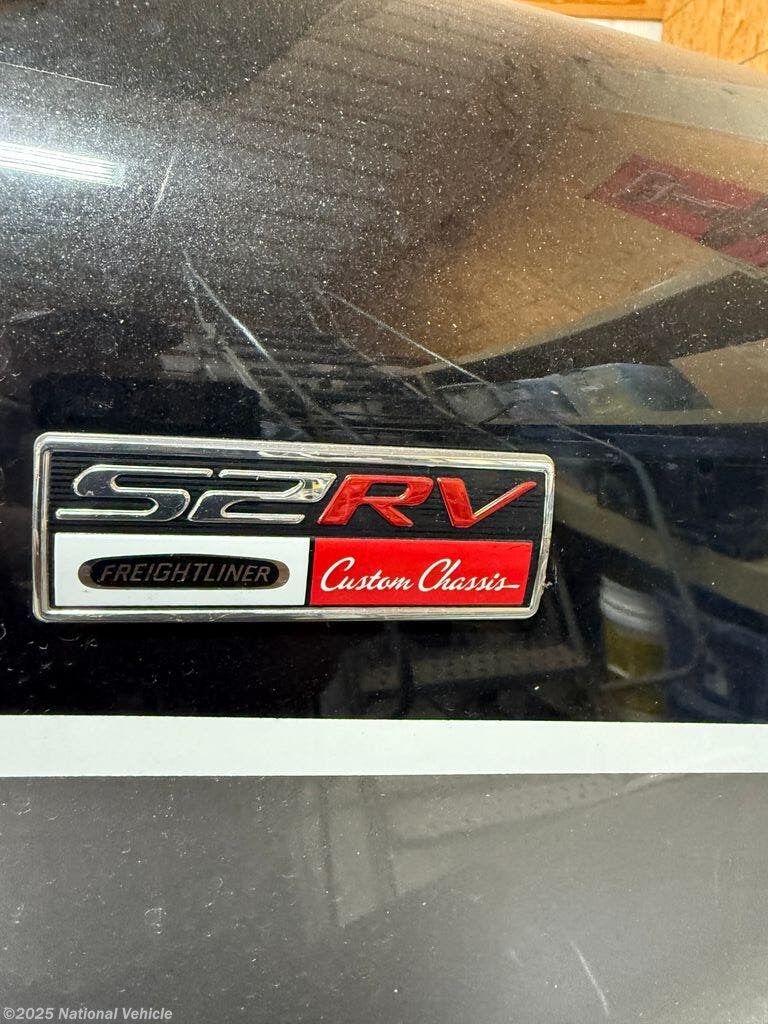 S2RV
FREIGHTLINER Custom Chassis
©2025 National Vehicle